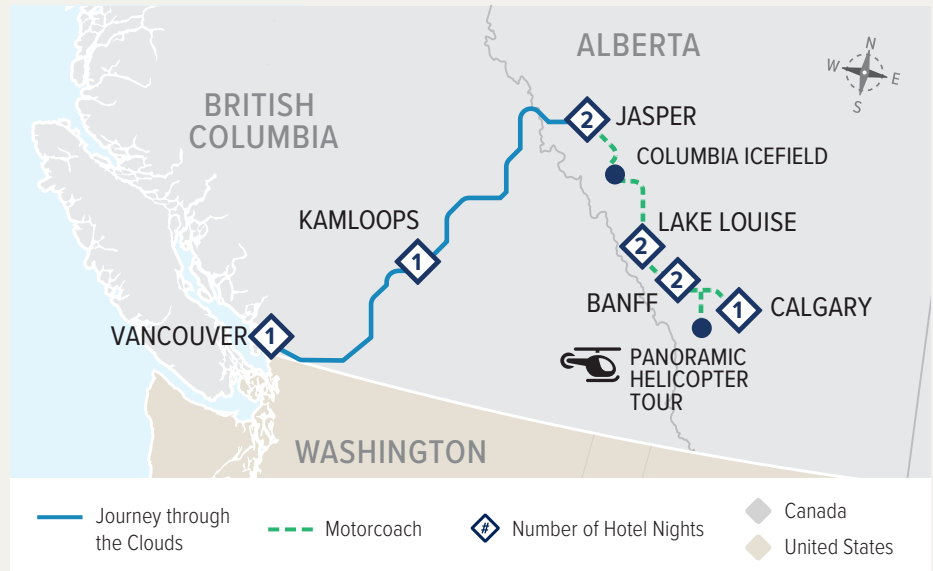 ALBERTA
N
W
E
S
BRITISH
COLUMBIA
2
JASPER
COLUMBIA ICEFIELD
KAMLOOPS
1
LAKE LOUISE
2
2
BANFF
1
CALGARY
VANCOUVER
1
PANORAMIC
HELICOPTER
TOUR
WASHINGTON
Journey through
the Clouds
Motorcoach
#
Number of Hotel Nights
Canada
United States